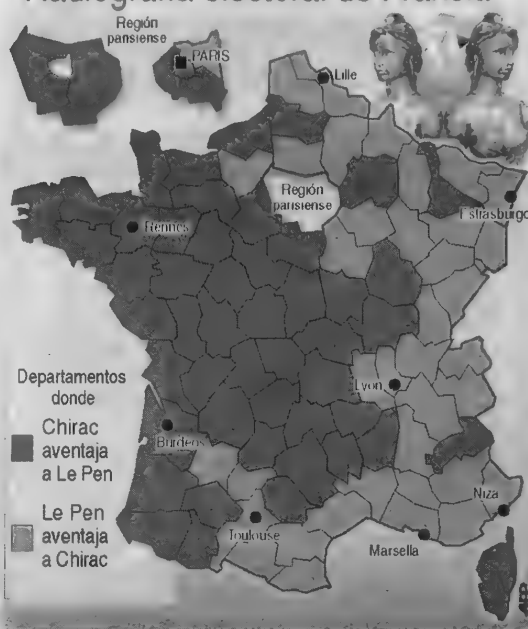 Región
parisiense
PARIS
Lille
Región
parisiense
Estrasburgo
Rennes
Lyon
Departamentos
donde
Chirac
aventaja
a Le Pen
Burdeos
Le Pen
aventaja
a Chirac
Toulouse
Niza
Marsella